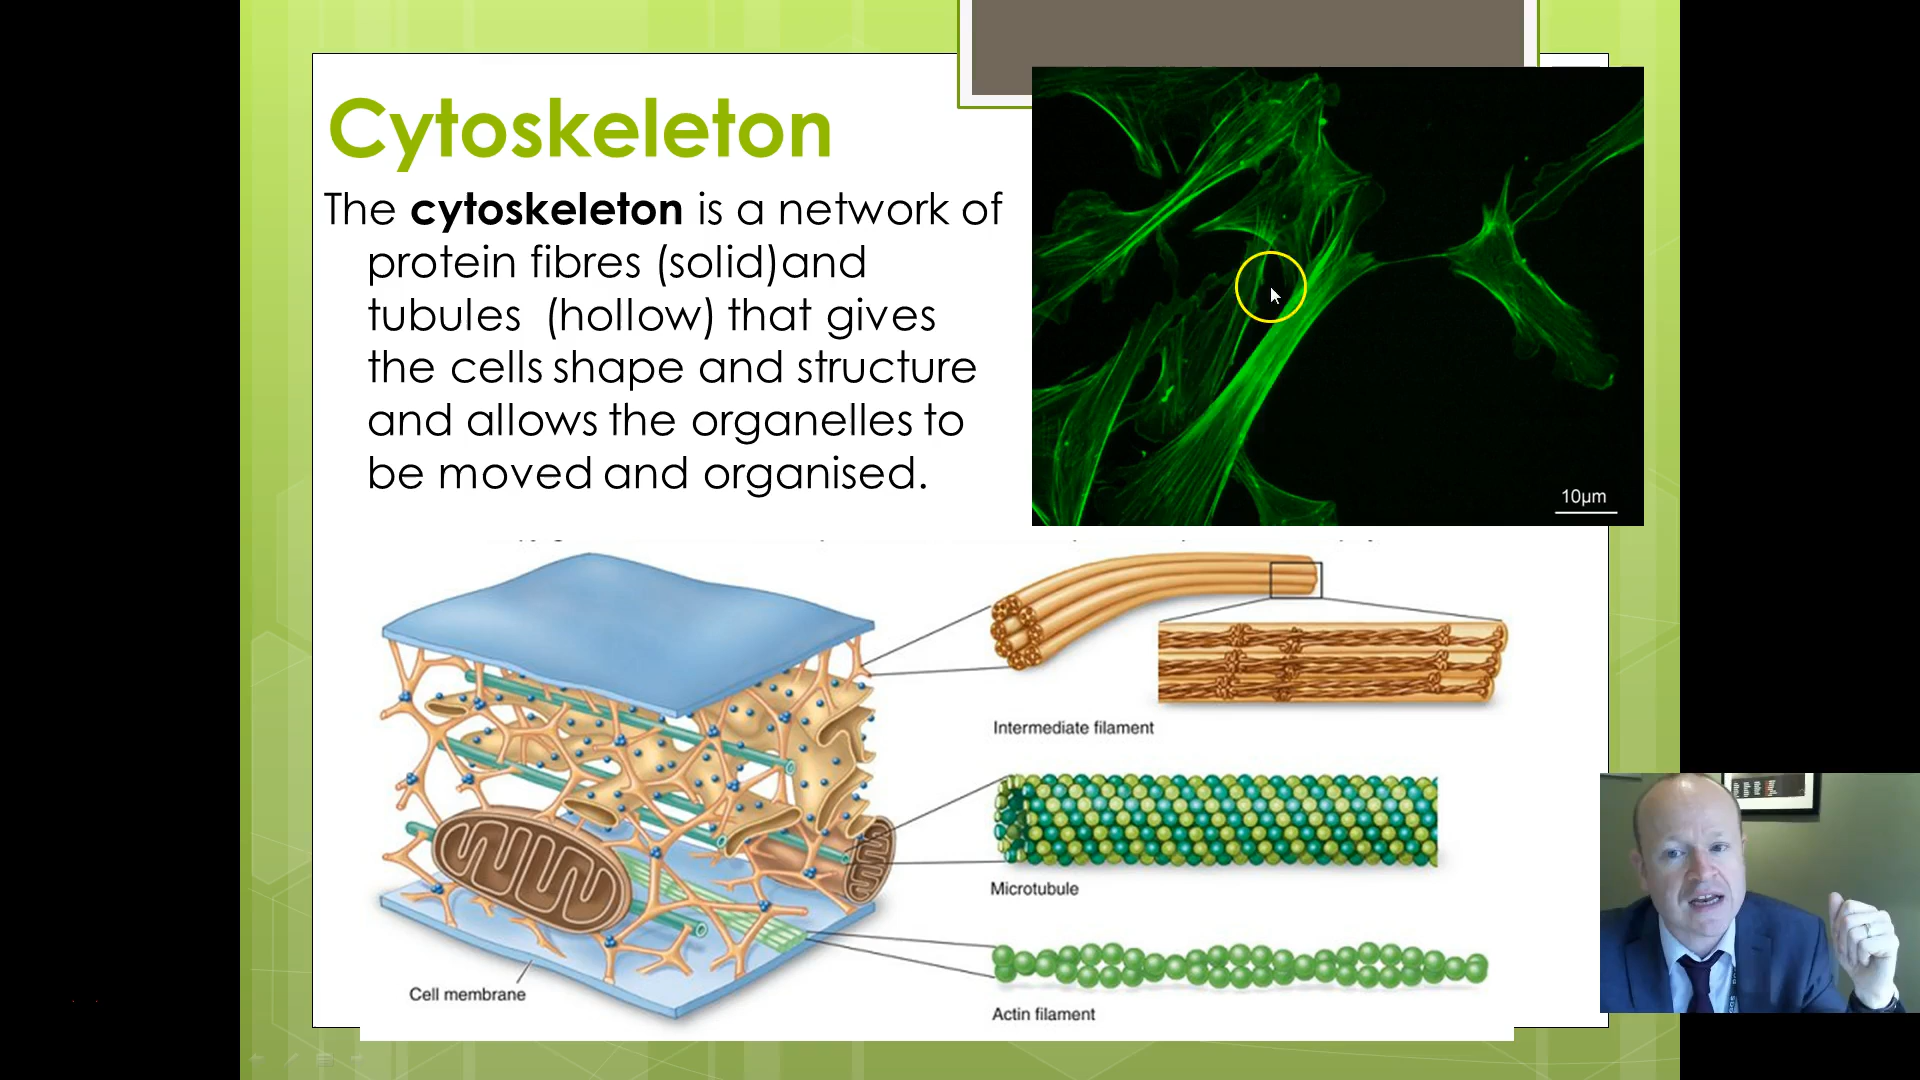 Cytoskeleton
The cytoskeleton is a network of
protein fibres (solid)and
tubules (hollow) that gives
the cells shape and structure
and allows the organelles to
be moved and organised.
10µm
Intermediate filament
Microtubule
Cell membrane
Actin filament